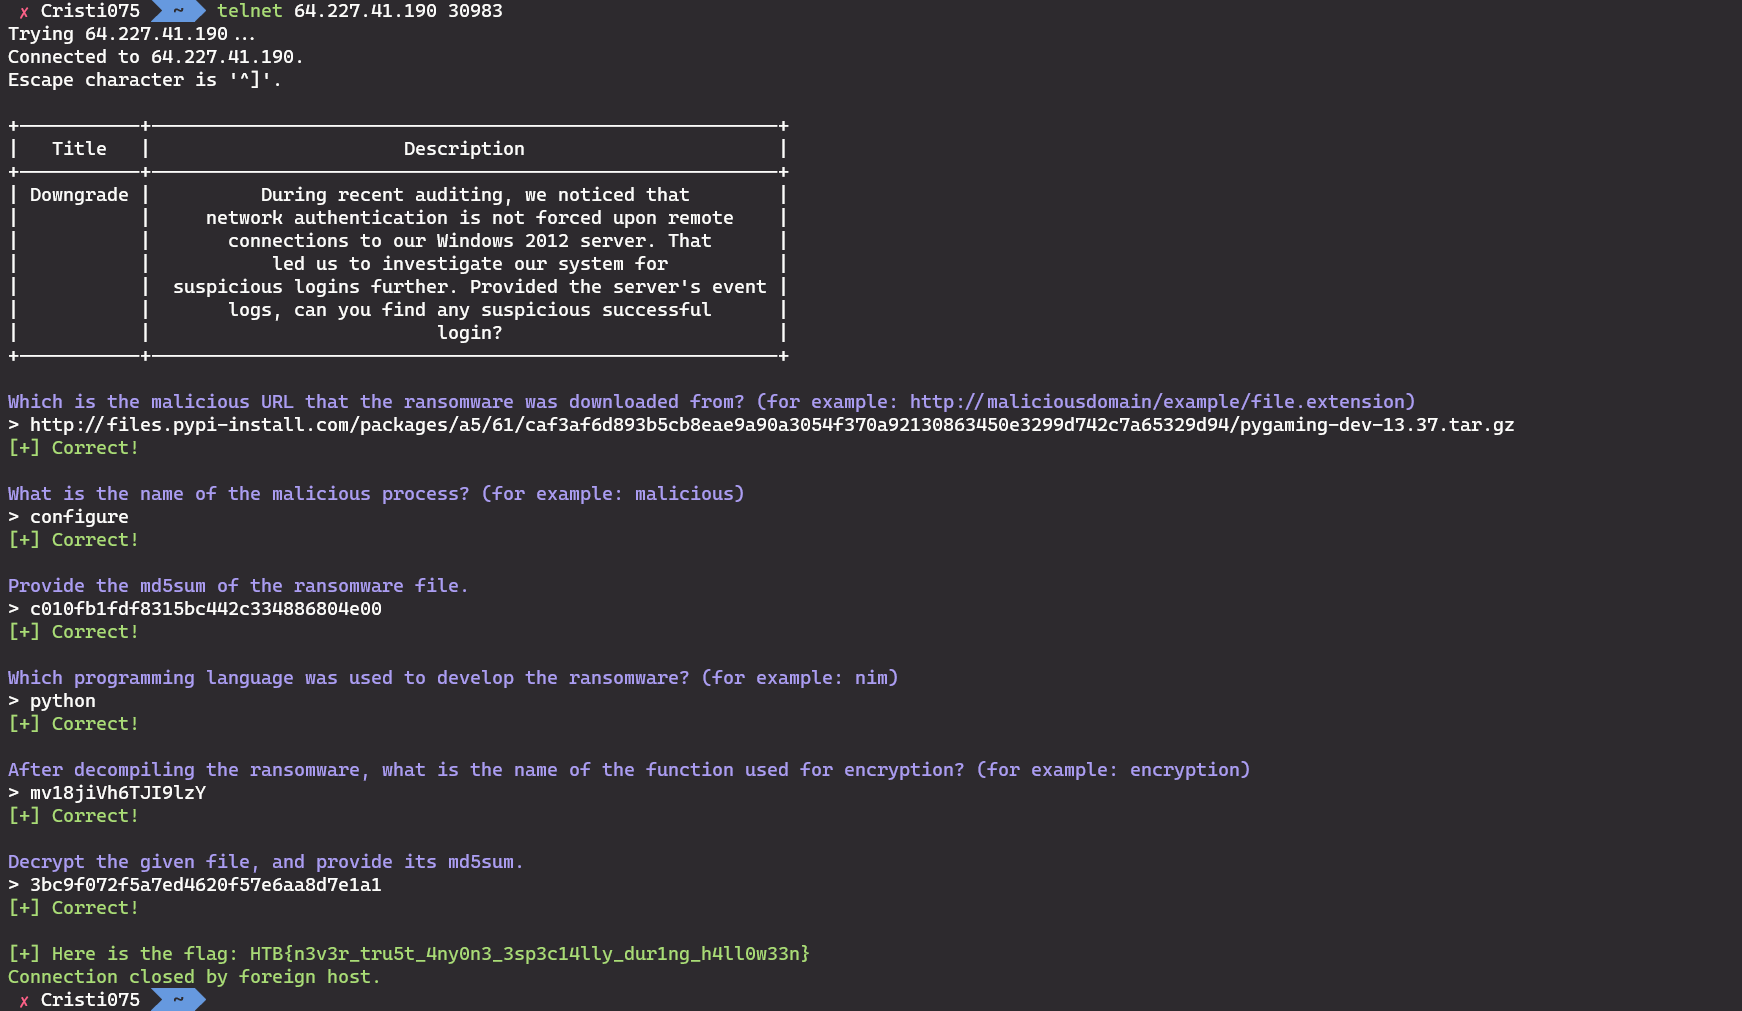 ✗ Cristi075 ~ telnet 64.227.41.190 30983
Trying 64.227.41.190...
Connected to 64.227.41.190.
Escape character is '^]'.
+-----------+---------------------------------------------------------+
| Title | Description |
+-----------+---------------------------------------------------------+
| Downgrade | During recent auditing, we noticed that |
| | network authentication is not forced upon remote |
| | connections to our Windows 2012 server. That |
| | led us to investigate our system for |
| | suspicious logins further. Provided the server's event |
| | logs, can you find any suspicious successful |
| | login? |
+-----------+---------------------------------------------------------+
Which is the malicious URL that the ransomware was downloaded from? (for example: http://maliciousdomain/example/file.extension)
> http://files.pypi-install.com/packages/a5/61/caf3af6d893b5cb8eae9a90a3054f370a92130863450e3299d742c7a65329d94/pygaming-dev-13.37.tar.gz
[+] Correct!
What is the name of the malicious process? (for example: malicious)
> configure
[+] Correct!
Provide the md5sum of the ransomware file.
> c010fb1fdf8315bc442c334886804e00
[+] Correct!
Which programming language was used to develop the ransomware? (for example: nim)
> python
[+] Correct!
After decompiling the ransomware, what is the name of the function used for encryption? (for example: encryption)
> mv18jiVh6TJI9lzY
[+] Correct!
Decrypt the given file, and provide its md5sum.
> 3bc9f072f5a7ed4620f57e6aa8d7e1a1
[+] Correct!
[+] Here is the flag: HTB{n3v3r_tru5t_4ny0n3_3sp3c14lly_dur1ng_h4ll0w33n}
Connection closed by foreign host.
✗ Cristi075 ~